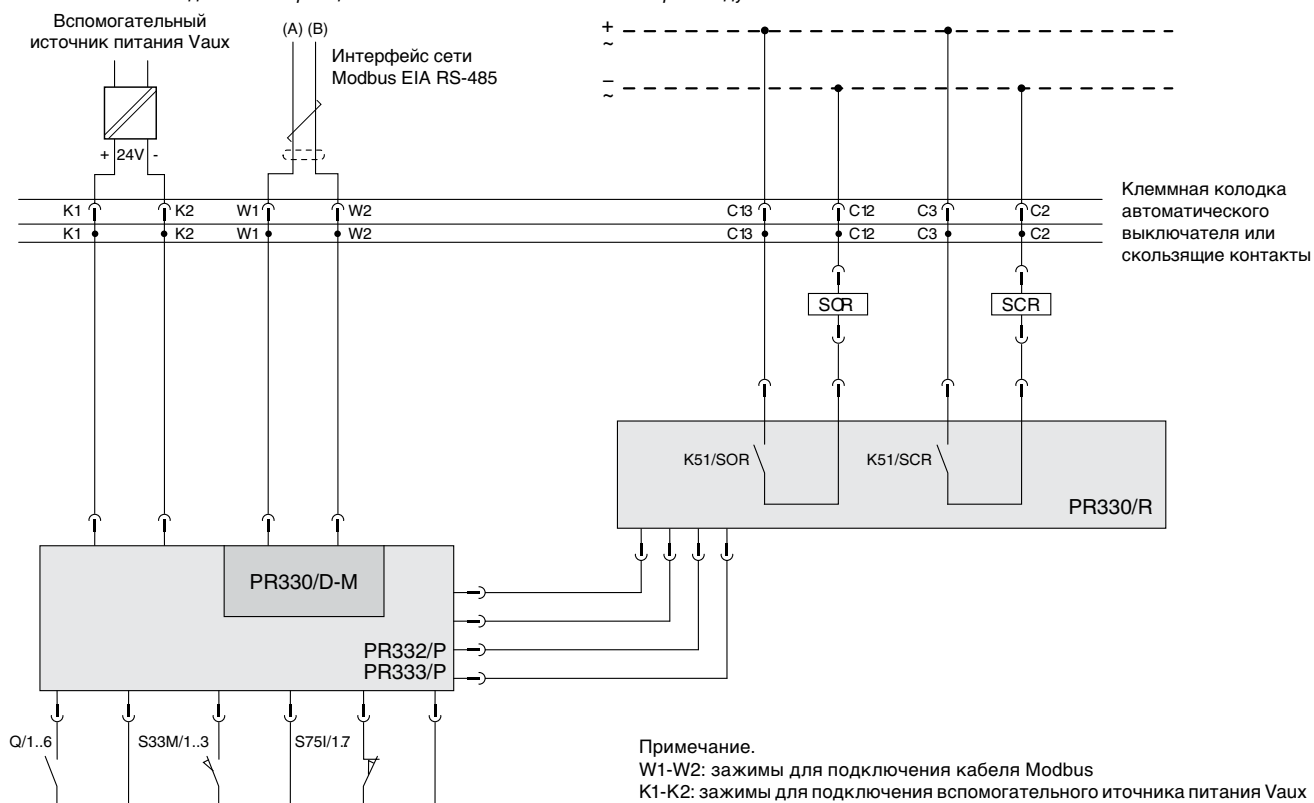 Вспомогательный
источник питания Vaux
(A) (B)
Интерфейс сети
Modbus EIA RS-485
+
~
–
~
+ 24V -
Клеммная колодка
автоматического
выключателя или
скользящие контакты
K1 K2 W1 W2 C13 C12 C3 C2
K1 K2 W1 W2 C13 C12 C3 C2
SOR SCR
K51/SOR K51/SCR
PR330/R
PR330/D-M
PR332/P
PR333/P
Q/1..6 S33M/1..3 S75I/1.7
Примечание.
W1-W2: зажимы для подключения кабеля Modbus
K1-K2: зажимы для подключения вспомогательного иточника питания Vaux